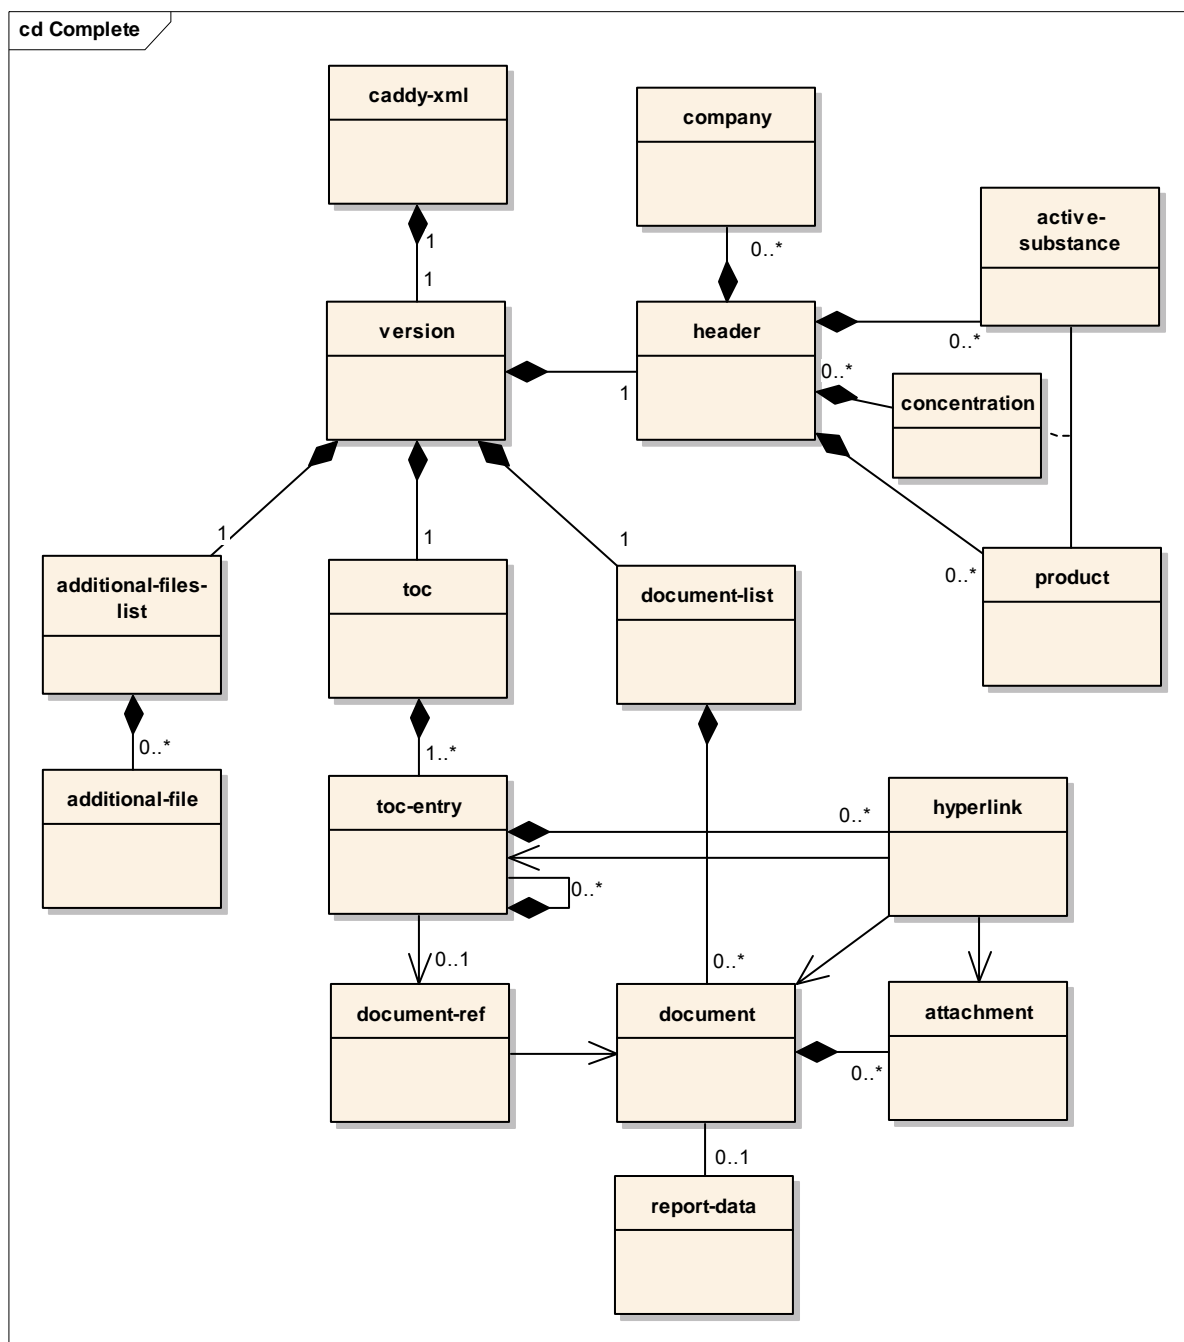 cd Complete
caddy-xml
company
active-
substance
1
0..*
1
version
header
0..*
0..*
1
concentration
1
1
1
0..*
additional-files-
list
toc
document-list
product
0..*
1..*
additional-file
toc-entry
0..*
hyperlink
0..*
0..1
0..*
document-ref
document
attachment
0..*
0..1
report-data